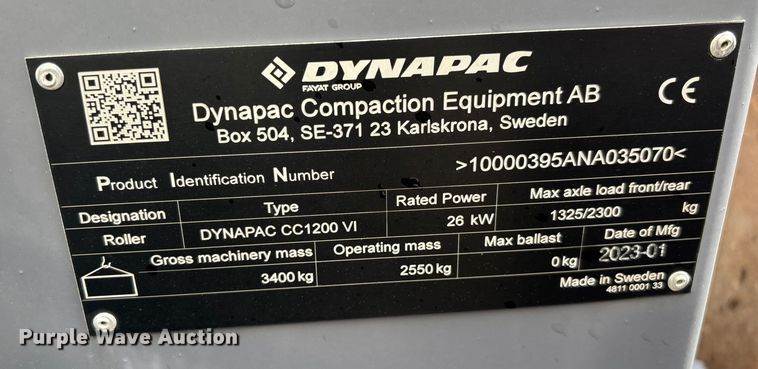 DYNAPAC
FAYAT GROUP
Dynapac Compaction Equipment AB
Box 504, SE-371 23 Karlskrona, Sweden
CE
Product Identification Number >10000395ANA035070<
Designation Type Rated Power Max axle load front/rear
Roller DYNAPAC CC1200 VI 26 kW 1325/2300 kg
Gross machinery mass Operating mass Max ballast Date of Mfg
3400 kg 2550 kg 0 kg 2023-01
Made in Sweden
4811 0001 33
Purple Wave Auction